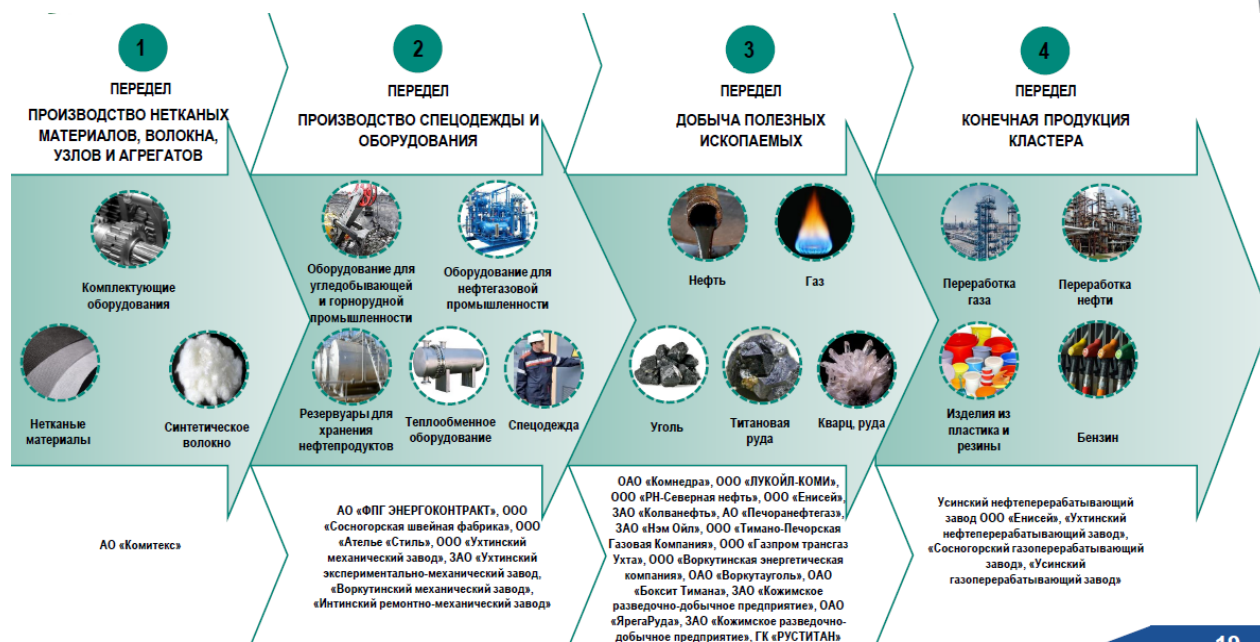 1
ПЕРЕДЕЛ
ПРОИЗВОДСТВО НЕТКАНЫХ
МАТЕРИАЛОВ, ВОЛОКНА,
УЗЛОВ И АГРЕГАТОВ
Комплектующие
оборудования
Нетканые
материалы
Синтетическое
волокно
АО «Комитекс»
2
ПЕРЕДЕЛ
ПРОИЗВОДСТВО СПЕЦОДЕЖДЫ И
ОБОРУДОВАНИЯ
Оборудование для
угледобывающей
и горнорудной
промышленности
Оборудование для
нефтегазовой
промышленности
Резервуары для
хранения
нефтепродуктов
Теплообменное
оборудование
Спецодежда
АО «ФПГ ЭНЕРГОКОНТРАКТ», ООО
«Сосногорская швейная фабрика», ООО
«Ателье «Стиль», ООО «Ухтинский
механический завод», ЗАО «Ухтинский
экспериментально-механический завод,
«Воркутинский механический завод»,
«Интинский ремонтно-механический завод»
3
ПЕРЕДЕЛ
ДОБЫЧА ПОЛЕЗНЫХ
ИСКОПАЕМЫХ
Нефть
Газ
Уголь
Титановая
руда
Кварц, руда
ОАО «Комнедра», ООО «ЛУКОЙЛ-КОМИ»,
ООО «РН-Северная нефть», ООО «Енисей»,
ЗАО «Колванефть», АО «Печоранефтегаз»,
ЗАО «Нэм Ойл», ООО «Тимано-Печорская
Газовая Компания», ООО «Газпром трансгаз
Ухта», ООО «Воркутинская энергетическая
компания», ОАО «Воркутауголь», ОАО
«Боксит Тимана», ЗАО «Кожимское
разведочно-добычное предприятие», ОАО
«ЯрегаРуда», ЗАО «Кожимское разведочно-
добычное предприятие», ГК «РУСТИТАН»
4
ПЕРЕДЕЛ
КОНЕЧНАЯ ПРОДУКЦИЯ
КЛАСТЕРА
Переработка
газа
Переработка
нефти
Изделия из
пластика и
резины
Бензин
Усинский нефтеперерабатывающий
завод ООО «Енисей», «Ухтинский
нефтеперерабатывающий завод»,
«Сосногорский газоперерабатывающий
завод», «Усинский
газоперерабатывающий завод»